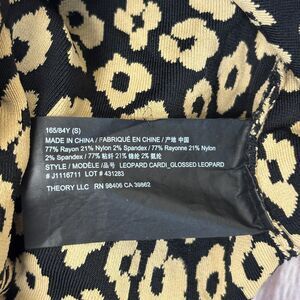 165/84Y (S)
MADE IN CHINA / FABRIQUÉ EN CHINE / 产地 中国
77% Rayon 21% Nylon 2% Spandex / 77% Rayonne 21% Nylon
2% Spandex / 77% 粘纤 21% 锦纶 2% 氨纶
STYLE / MODÈLE / 产品/品号 LEOPARD CARDI_GLOSSED LEOPARD
# J1116711 LOT # 431283
THEORY LLC RN 98406 CA 39862